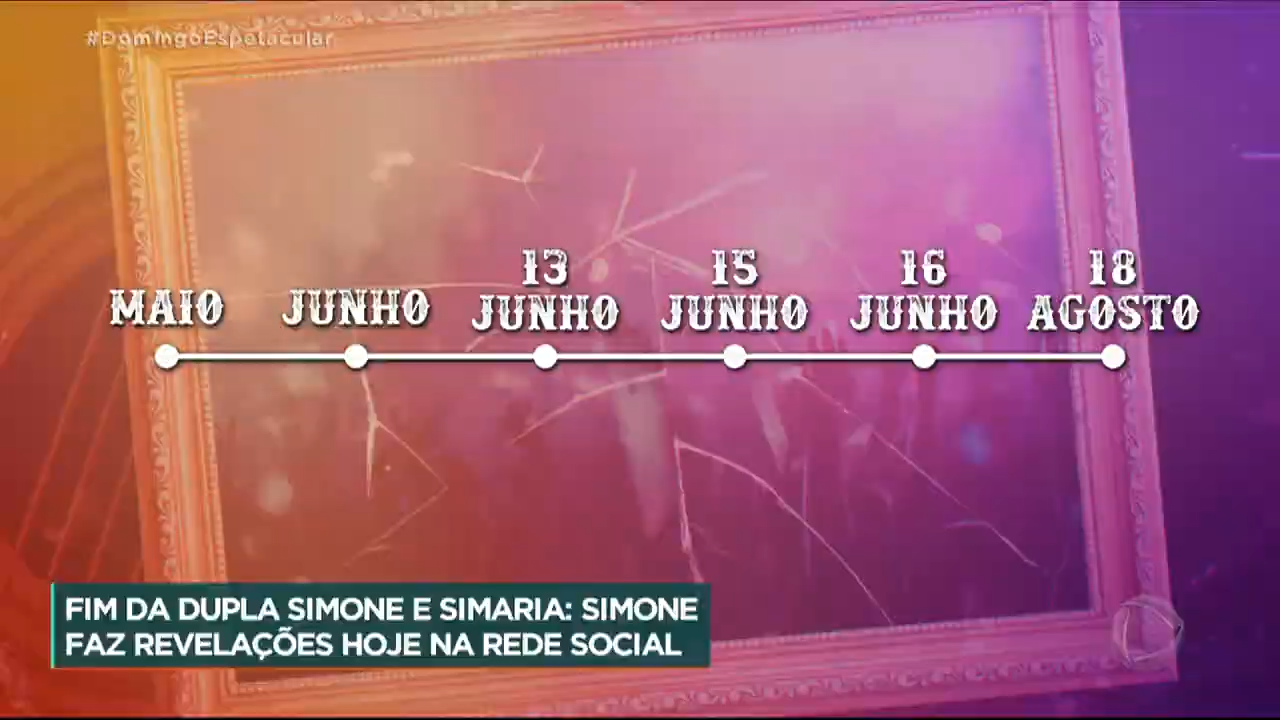 #DomingoEspetacular
MAIO
JUNHO
13
JUNHO
15
JUNHO
16
JUNHO
18
AGOSTO
FIM DA DUPLA SIMONE E SIMARIA: SIMONE
FAZ REVELAÇÕES HOJE NA REDE SOCIAL